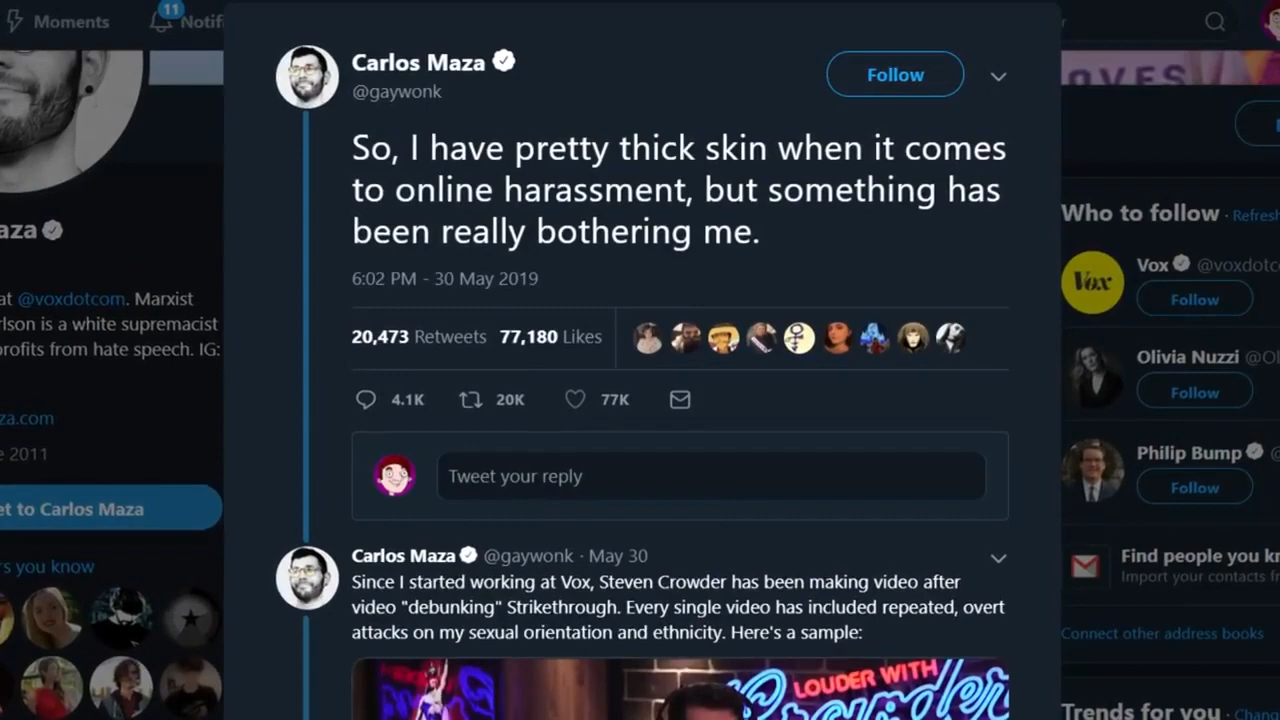 Moments
11
Notifi
Carlos Maza
@gaywonk
Follow
So, I have pretty thick skin when it comes
to online harassment, but something has
been really bothering me.
6:02 PM - 30 May 2019
20,473 Retweets 77,180 Likes
4.1K 20K 77K
Tweet your reply
Carlos Maza @gaywonk · May 30
Since I started working at Vox, Steven Crowder has been making video after
video "debunking" Strikethrough. Every single video has included repeated, overt
attacks on my sexual orientation and ethnicity. Here's a sample:
LOUDER WITH
Crowder
aza
at @voxdotcom. Marxist
rlson is a white supremacist
profits from hate speech. IG:
za.com
e 2011
et to Carlos Maza
rs you know
OVES
Who to follow · Refresh
Vox
Vox @voxdotc
Follow
Olivia Nuzzi @Ol
Follow
Philip Bump @
Follow
Find people you kn
Import your contacts f
Connect other address books
Trends for you · Chang